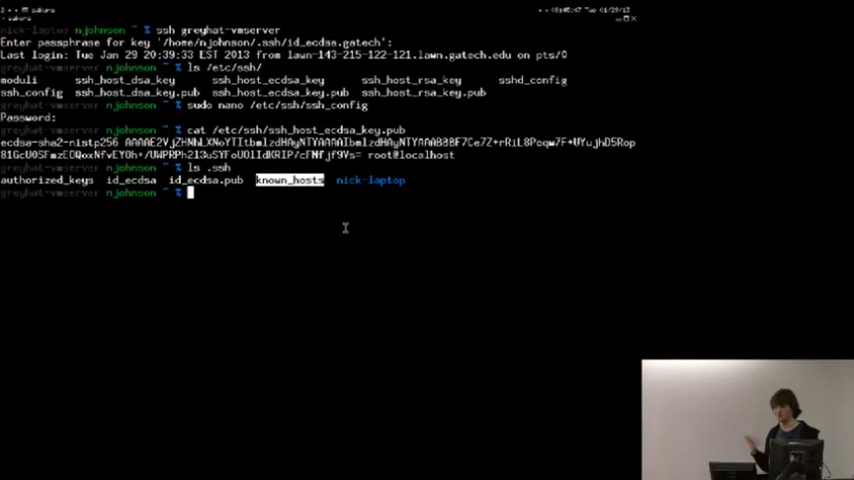 sakura
nick-laptop njohnson ~ % ssh greyhat-vmserver
Enter passphrase for key '/home/njohnson/.ssh/id_ecdsa.gatech':
Last login: Tue Jan 29 20:39:33 EST 2013 from lawn-143-215-122-121.lawn.gatech.edu on pts/0
greyhat-vmserver njohnson ~ % ls /etc/ssh/
moduli ssh_host_dsa_key ssh_host_ecdsa_key ssh_host_rsa_key sshd_config
ssh_config ssh_host_dsa_key.pub ssh_host_ecdsa_key.pub ssh_host_rsa_key.pub
greyhat-vmserver njohnson ~ % sudo nano /etc/ssh/ssh_config
Password:
greyhat-vmserver njohnson ~ % cat /etc/ssh/ssh_host_ecdsa_key.pub
ecdsa-sha2-nistp256
root@localhost
greyhat-vmserver njohnson ~ % ls .ssh
authorized_keys id_ecdsa id_ecdsa.pub known_hosts nick-laptop
greyhat-vmserver njohnson ~ %